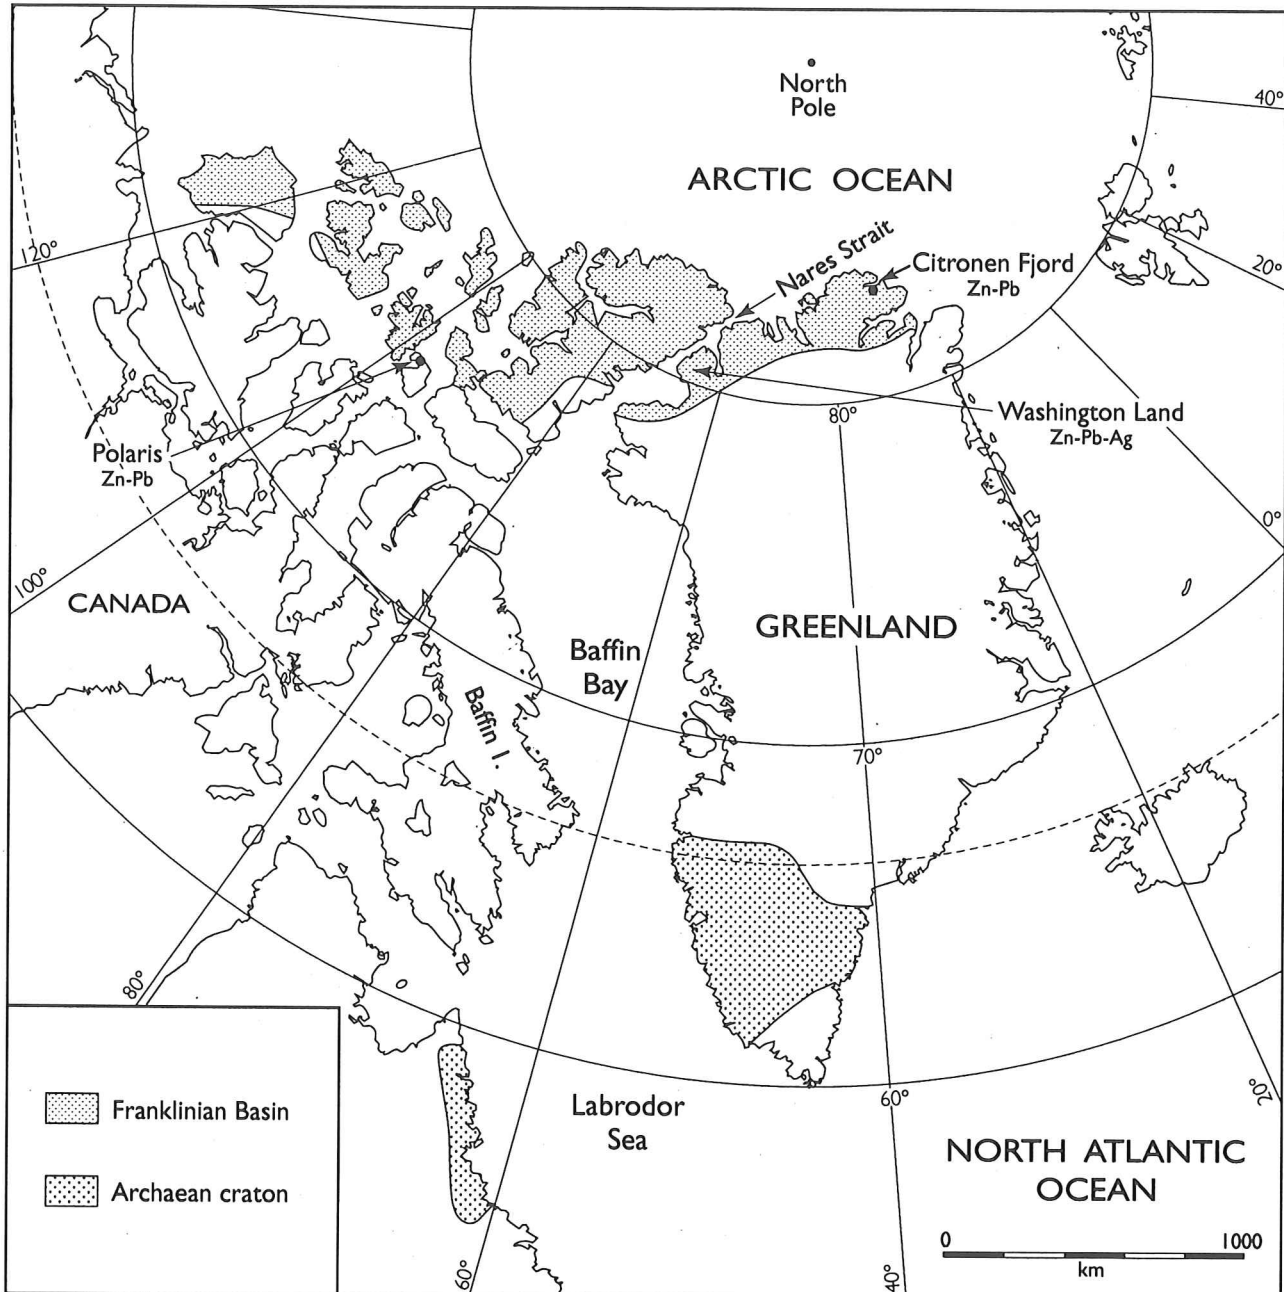 North
Pole
ARCTIC OCEAN
40°
Nares Strait
Citronen Fjord
Zn-Pb
20°
120°
80°
Washington Land
Zn-Pb-Ag
Polaris
Zn-Pb
0°
100°
CANADA
GREENLAND
Baffin
Bay
Baffin I.
70°
80°
Franklinian Basin
Archaean craton
Labrodor
Sea
60°
20°
NORTH ATLANTIC
OCEAN
0 1000
km
60°
40°